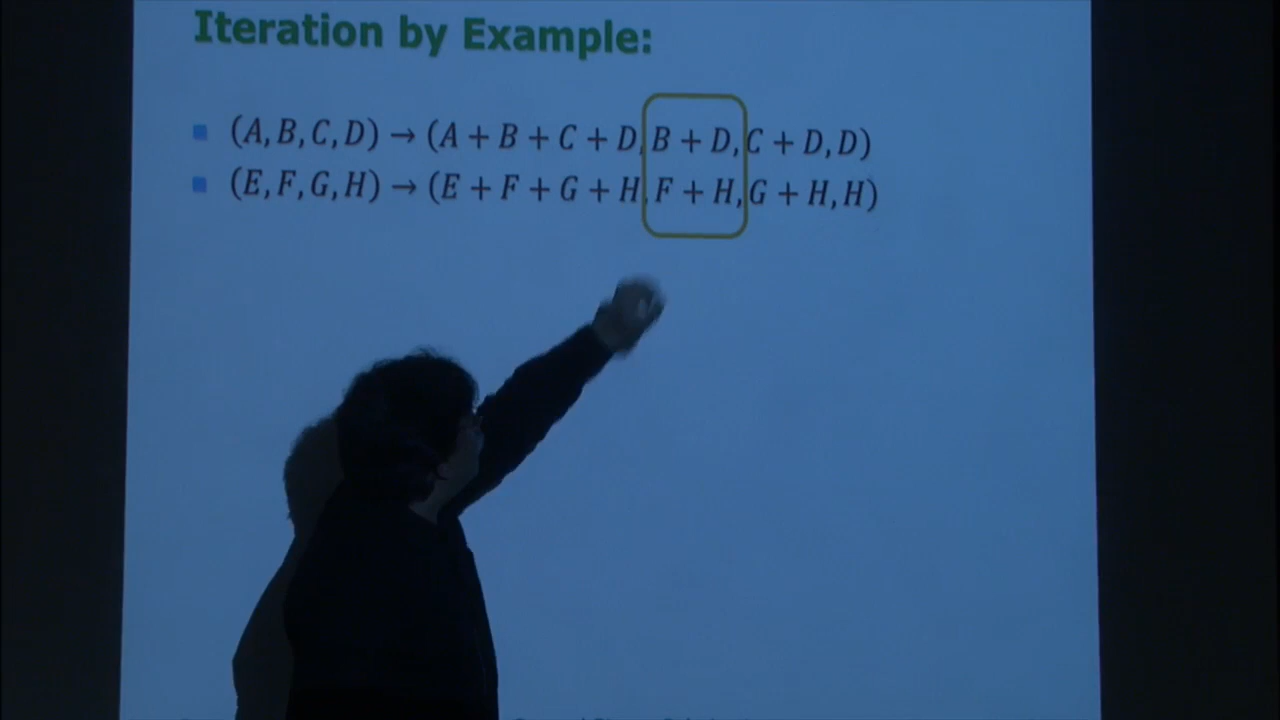 Iteration by Example:
(A, B, C, D) → (A + B + C + D, B + D, C + D, D)
(E, F, G, H) → (E + F + G + H, F + H, G + H, H)